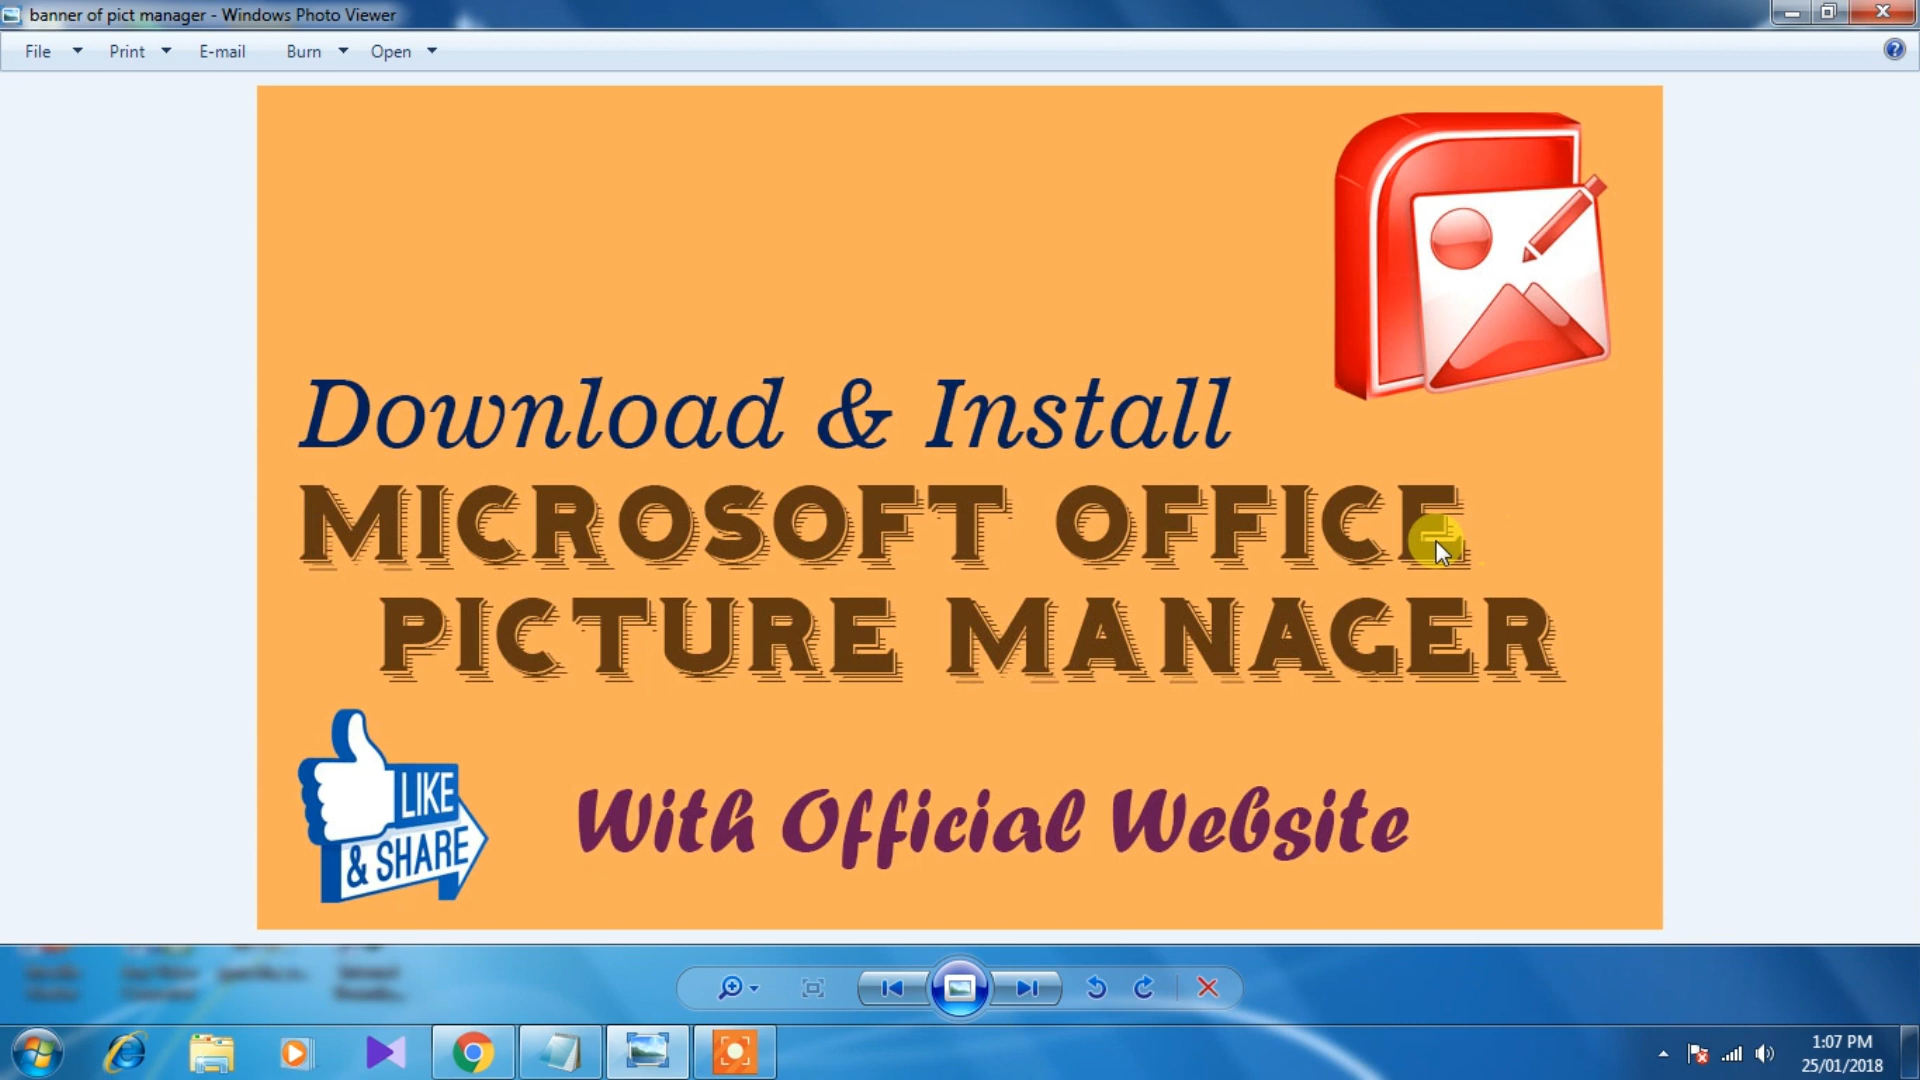 banner of pict manager - Windows Photo Viewer
File Print E-mail Burn Open
Download & Install
MICROSOFT OFFICE
PICTURE MANAGER
LIKE
& SHARE
With Official Website
1:07 PM
25/01/2018